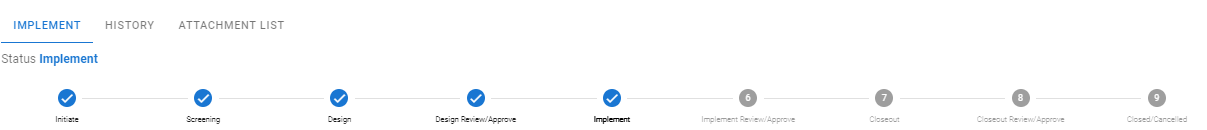 IMPLEMENT HISTORY ATTACHMENT LIST
Status Implement
6 7 8 9
Initiate Screening Design Design Review/Approve Implement Implement Review/Approve Closeout Closeout Review/Approve Closed/Cancelled